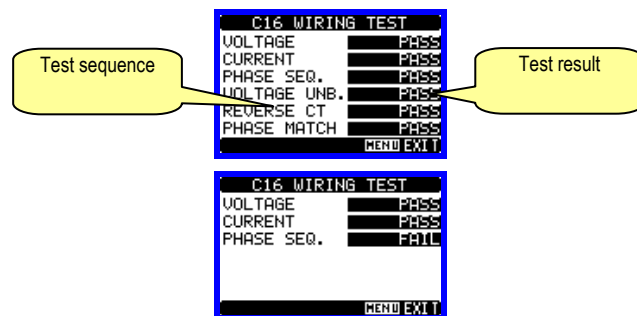 C16 WIRING TEST
VOLTAGE PASS
CURRENT PASS
PHASE SEQ. PASS
VOLTAGE UNB. PASS
REVERSE CT PASS
PHASE MATCH PASS
MENU EXIT
Test sequence
Test result
C16 WIRING TEST
VOLTAGE PASS
CURRENT PASS
PHASE SEQ. FAIL
MENU EXIT